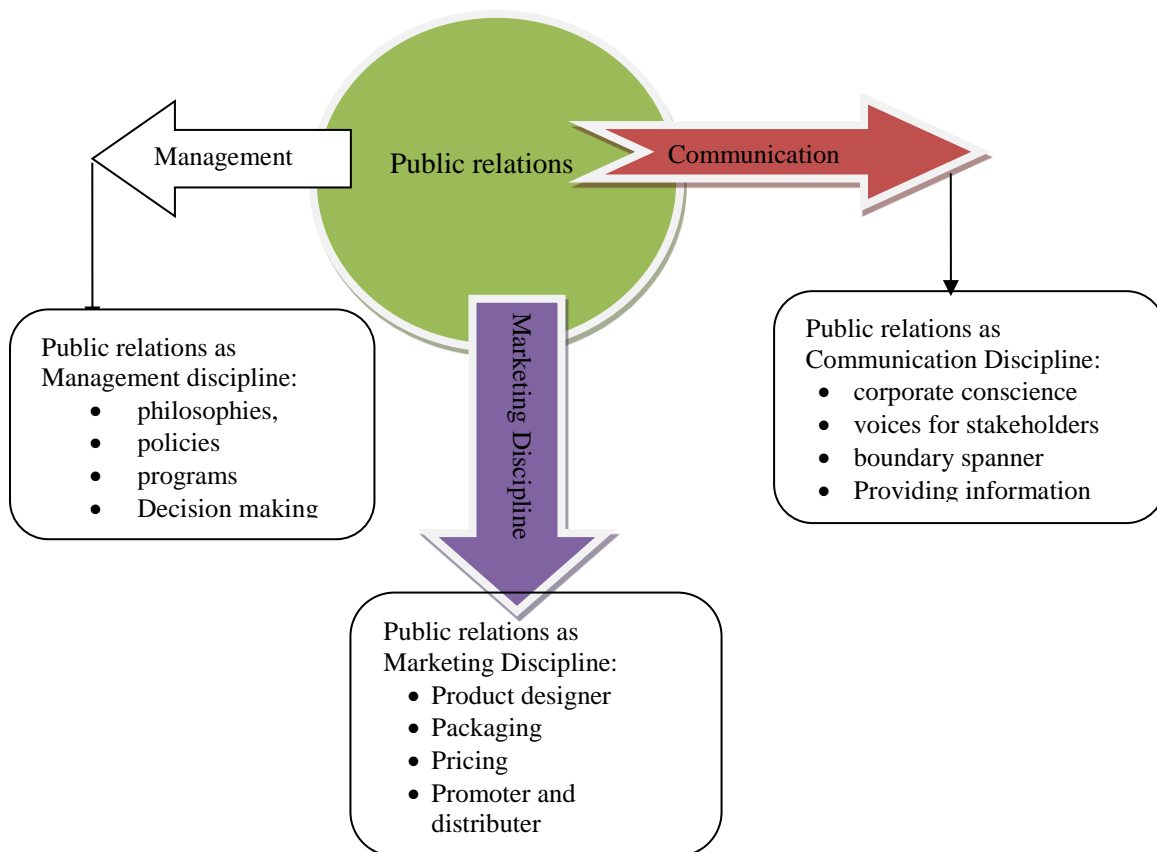 Public relations
Management
Communication
Marketing Discipline
Public relations as
Management discipline:
• philosophies,
• policies
• programs
• Decision making
Public relations as
Communication Discipline:
• corporate conscience
• voices for stakeholders
• boundary spanner
• Providing information
Public relations as
Marketing Discipline:
• Product designer
• Packaging
• Pricing
• Promoter and
distributer